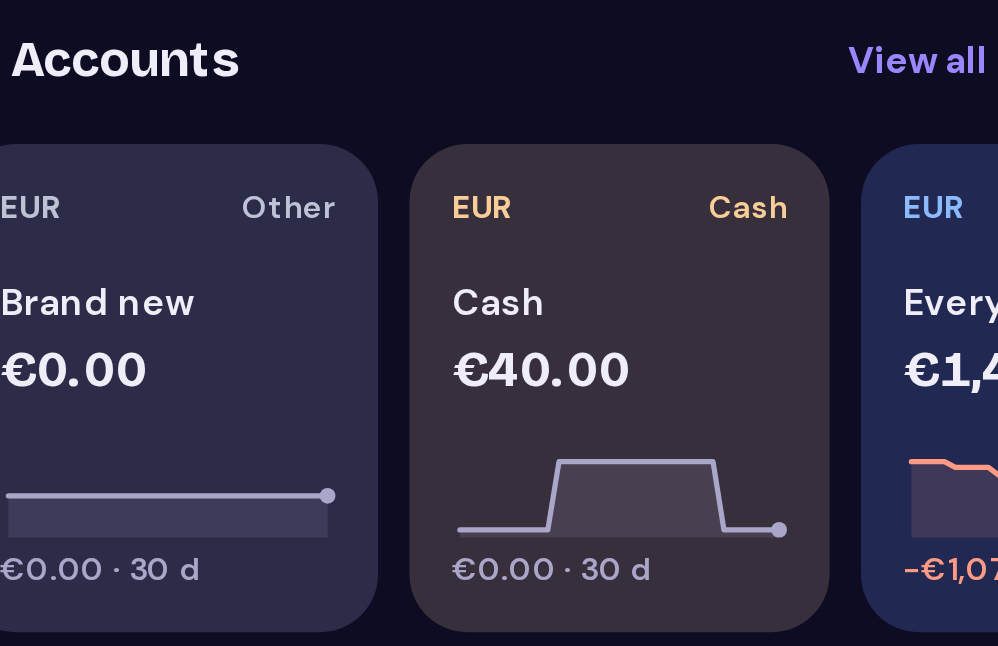 Accounts View all
EUR Other
Brand new
€0.00
€0.00 · 30 d
EUR Cash
Cash
€40.00
€0.00 · 30 d
EUR